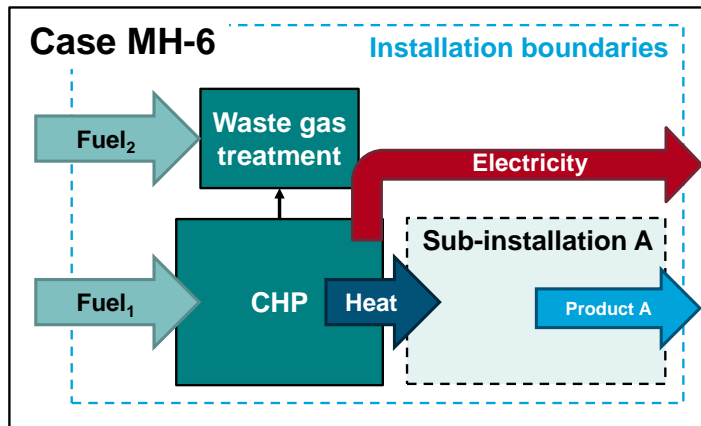 Case MH-6
Installation boundaries
Fuel₂
Waste gas
treatment
Electricity
Sub-installation A
Fuel₁
CHP
Heat
Product A